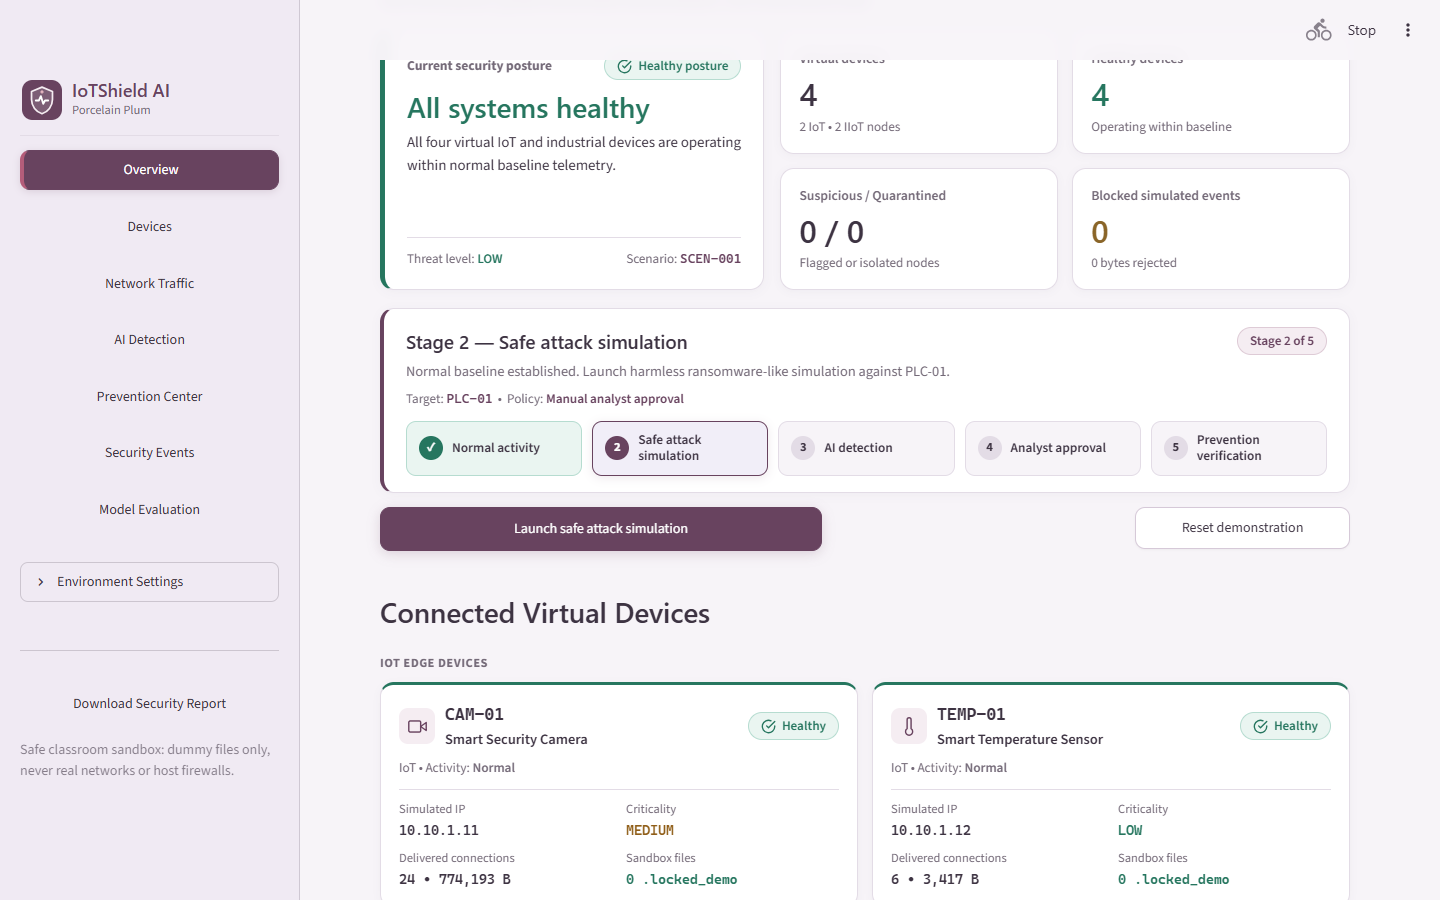 Stop
IoTShield AI
Porcelain Plum
Overview
Devices
Network Traffic
AI Detection
Prevention Center
Security Events
Model Evaluation
Environment Settings
Download Security Report
Safe classroom sandbox: dummy files only,
never real networks or host firewalls.
Current security posture
Healthy posture
All systems healthy
All four virtual IoT and industrial devices are operating
within normal baseline telemetry.
Threat level: LOW
Scenario: SCEN-001
Virtual devices
4
2 IoT • 2 IIoT nodes
Healthy devices
4
Operating within baseline
Suspicious / Quarantined
0 / 0
Flagged or isolated nodes
Blocked simulated events
0
0 bytes rejected
Stage 2 — Safe attack simulation
Stage 2 of 5
Normal baseline established. Launch harmless ransomware-like simulation against PLC-01.
Target: PLC-01 • Policy: Manual analyst approval
✓ Normal activity
2 Safe attack
simulation
3 AI detection
4 Analyst approval
5 Prevention
verification
Launch safe attack simulation
Reset demonstration
Connected Virtual Devices
IOT EDGE DEVICES
CAM-01
Smart Security Camera
Healthy
IoT • Activity: Normal
Simulated IP
10.10.1.11
Criticality
MEDIUM
Delivered connections
24 • 774,193 B
Sandbox files
0 .locked_demo
TEMP-01
Smart Temperature Sensor
Healthy
IoT • Activity: Normal
Simulated IP
10.10.1.12
Criticality
LOW
Delivered connections
6 • 3,417 B
Sandbox files
0 .locked_demo